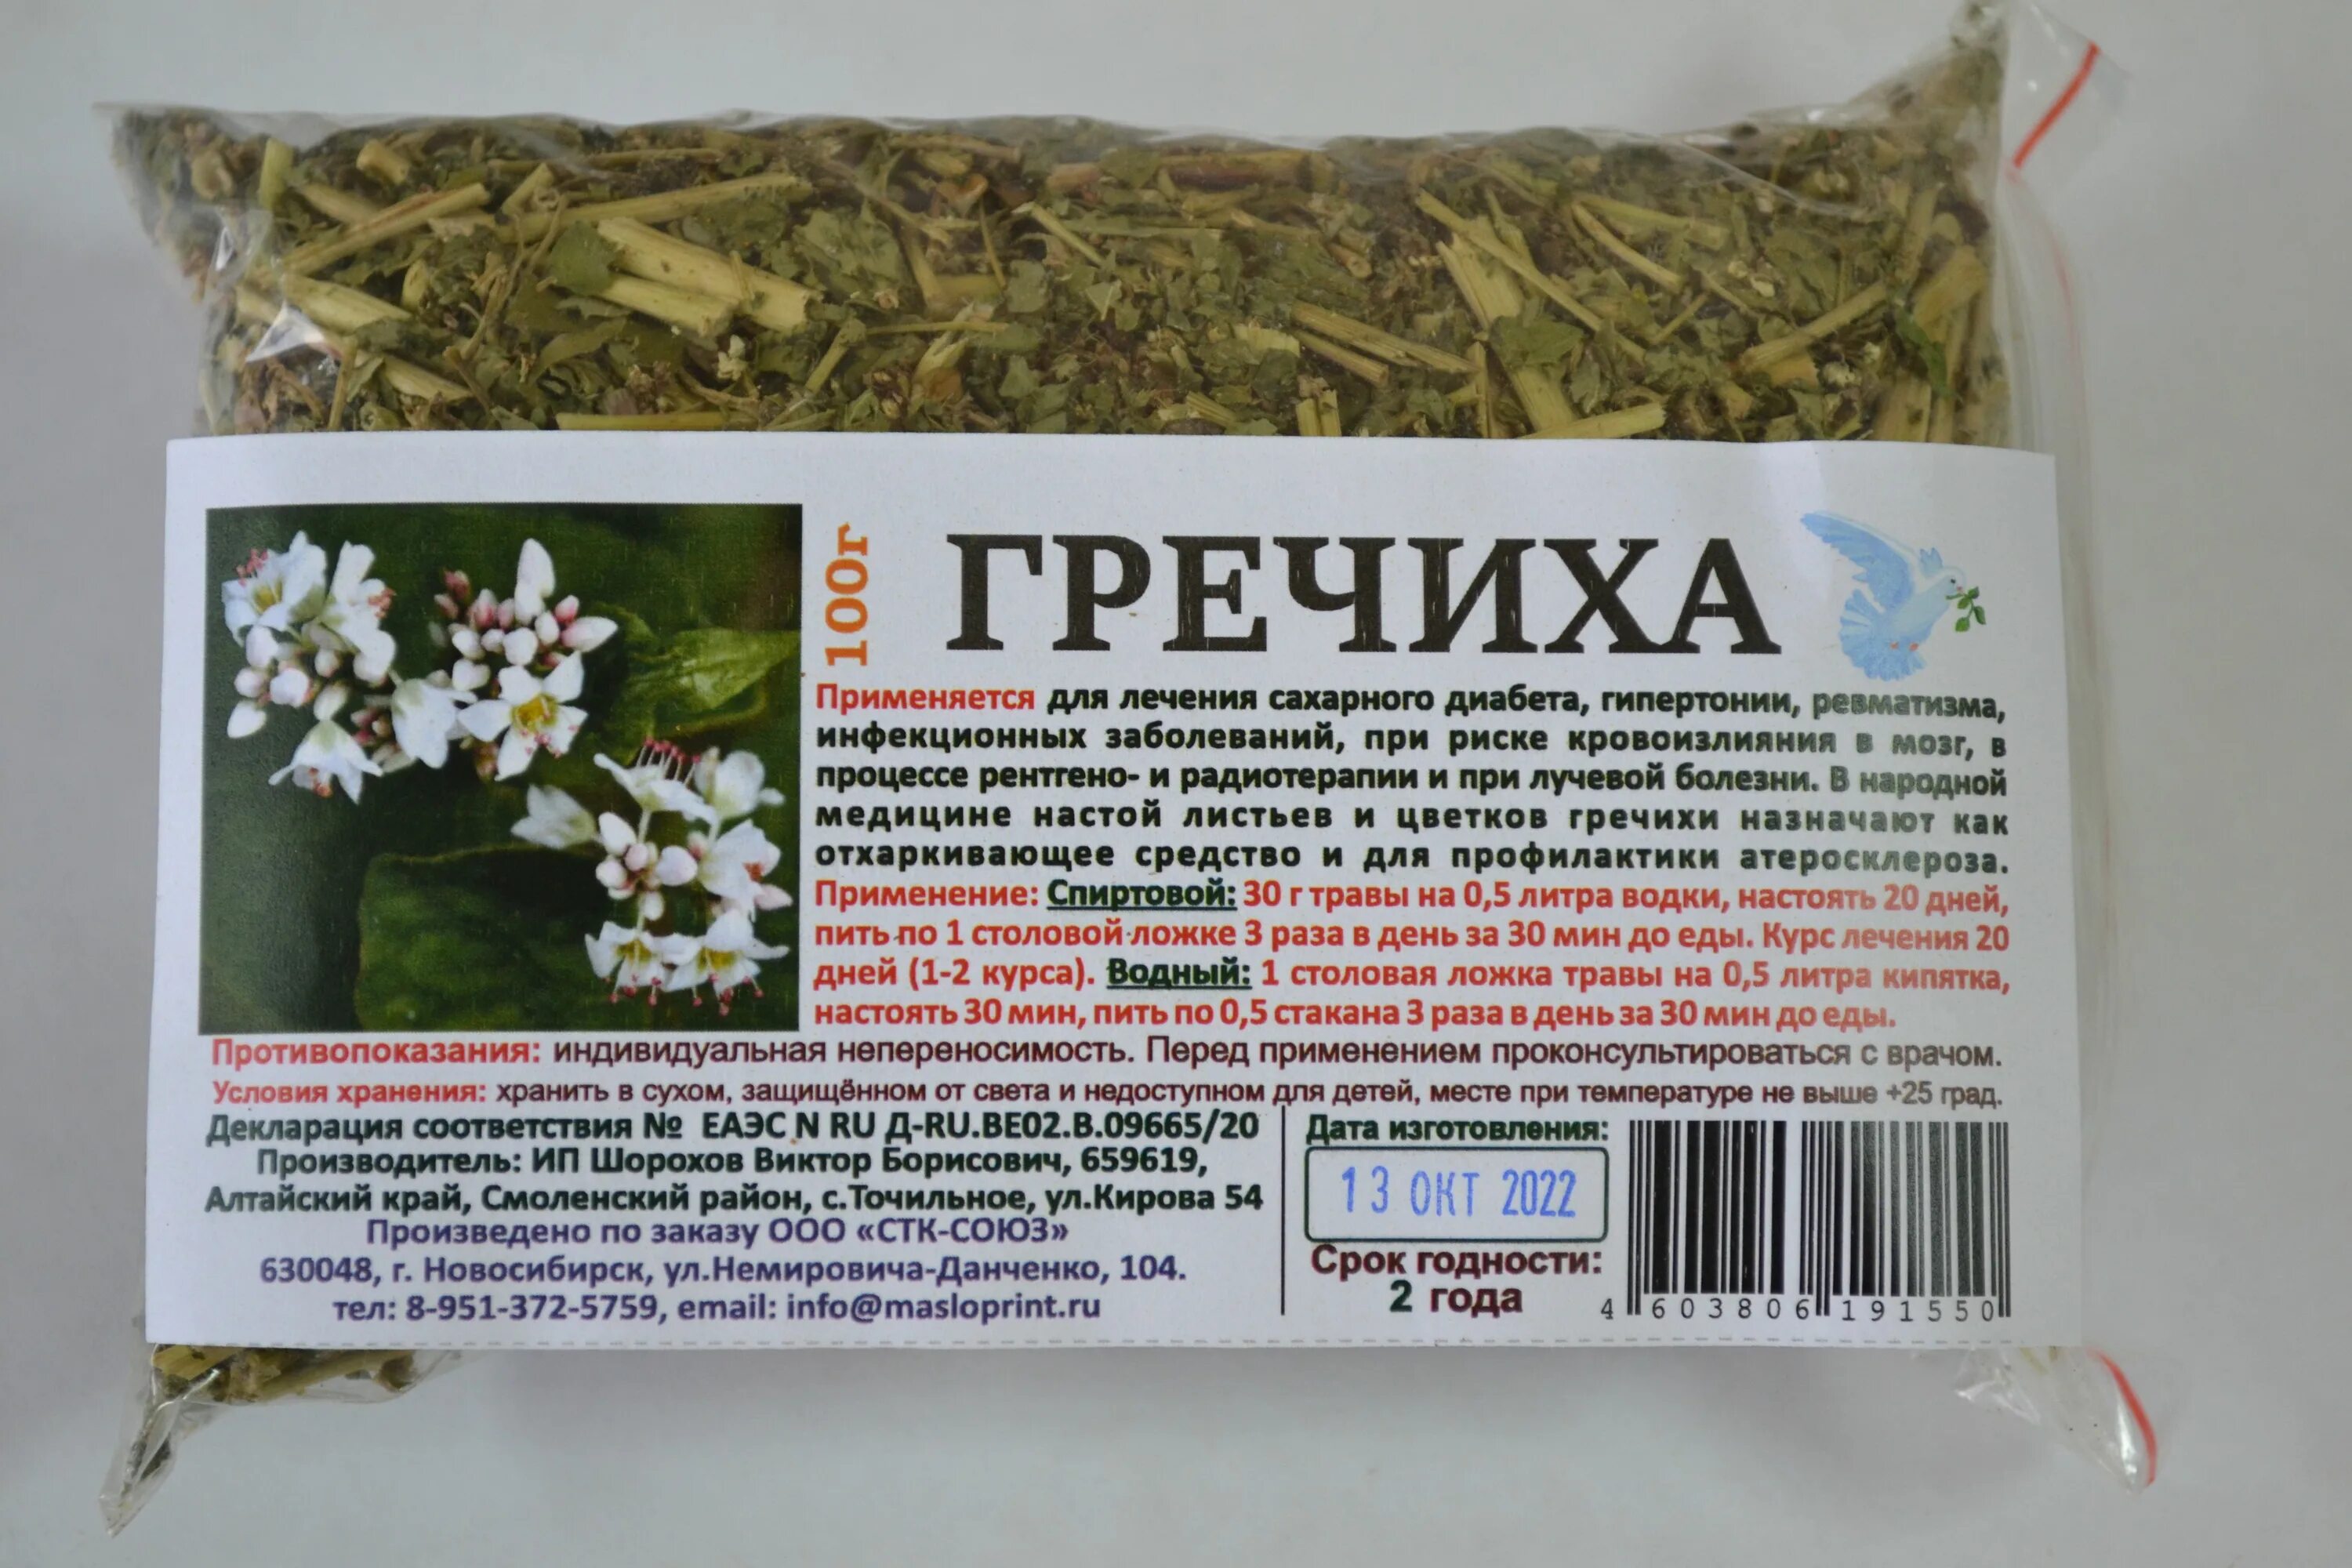 100г
ГРЕЧИХА
Применяется для лечения сахарного диабета, гипертонии, ревматизма,
инфекционных заболеваний, при риске кровоизлияния в мозг, в
процессе рентгено- и радиотерапии и при лучевой болезни. В народной
медицине настой листьев и цветков гречихи назначают как
отхаркивающее средство и для профилактики атеросклероза.
Применение: Спиртовой: 30 г травы на 0,5 литра водки, настоять 20 дней,
пить по 1 столовой ложке 3 раза в день за 30 мин до еды. Курс лечения 20
дней (1-2 курса). Водный: 1 столовая ложка травы на 0,5 литра кипятка,
настоять 30 мин, пить по 0,5 стакана 3 раза в день за 30 мин до еды.
Противопоказания: индивидуальная непереносимость. Перед применением проконсультироваться с врачом.
Условия хранения: хранить в сухом, защищённом от света и недоступном для детей, месте при температуре не выше +25 град.
Декларация соответствия № ЕАЭС N RU Д-RU.BE02.B.09665/20
Производитель: ИП Шорохов Виктор Борисович, 659619,
Алтайский край, Смоленский район, с.Точильное, ул.Кирова 54
Произведено по заказу ООО «СТК-СОЮЗ»
630048, г. Новосибирск, ул.Немировича-Данченко, 104.
тел: 8-951-372-5759, email: info@masloprint.ru
Дата изготовления:
13 ОКТ 2022
Срок годности:
2 года
4 603806 191550